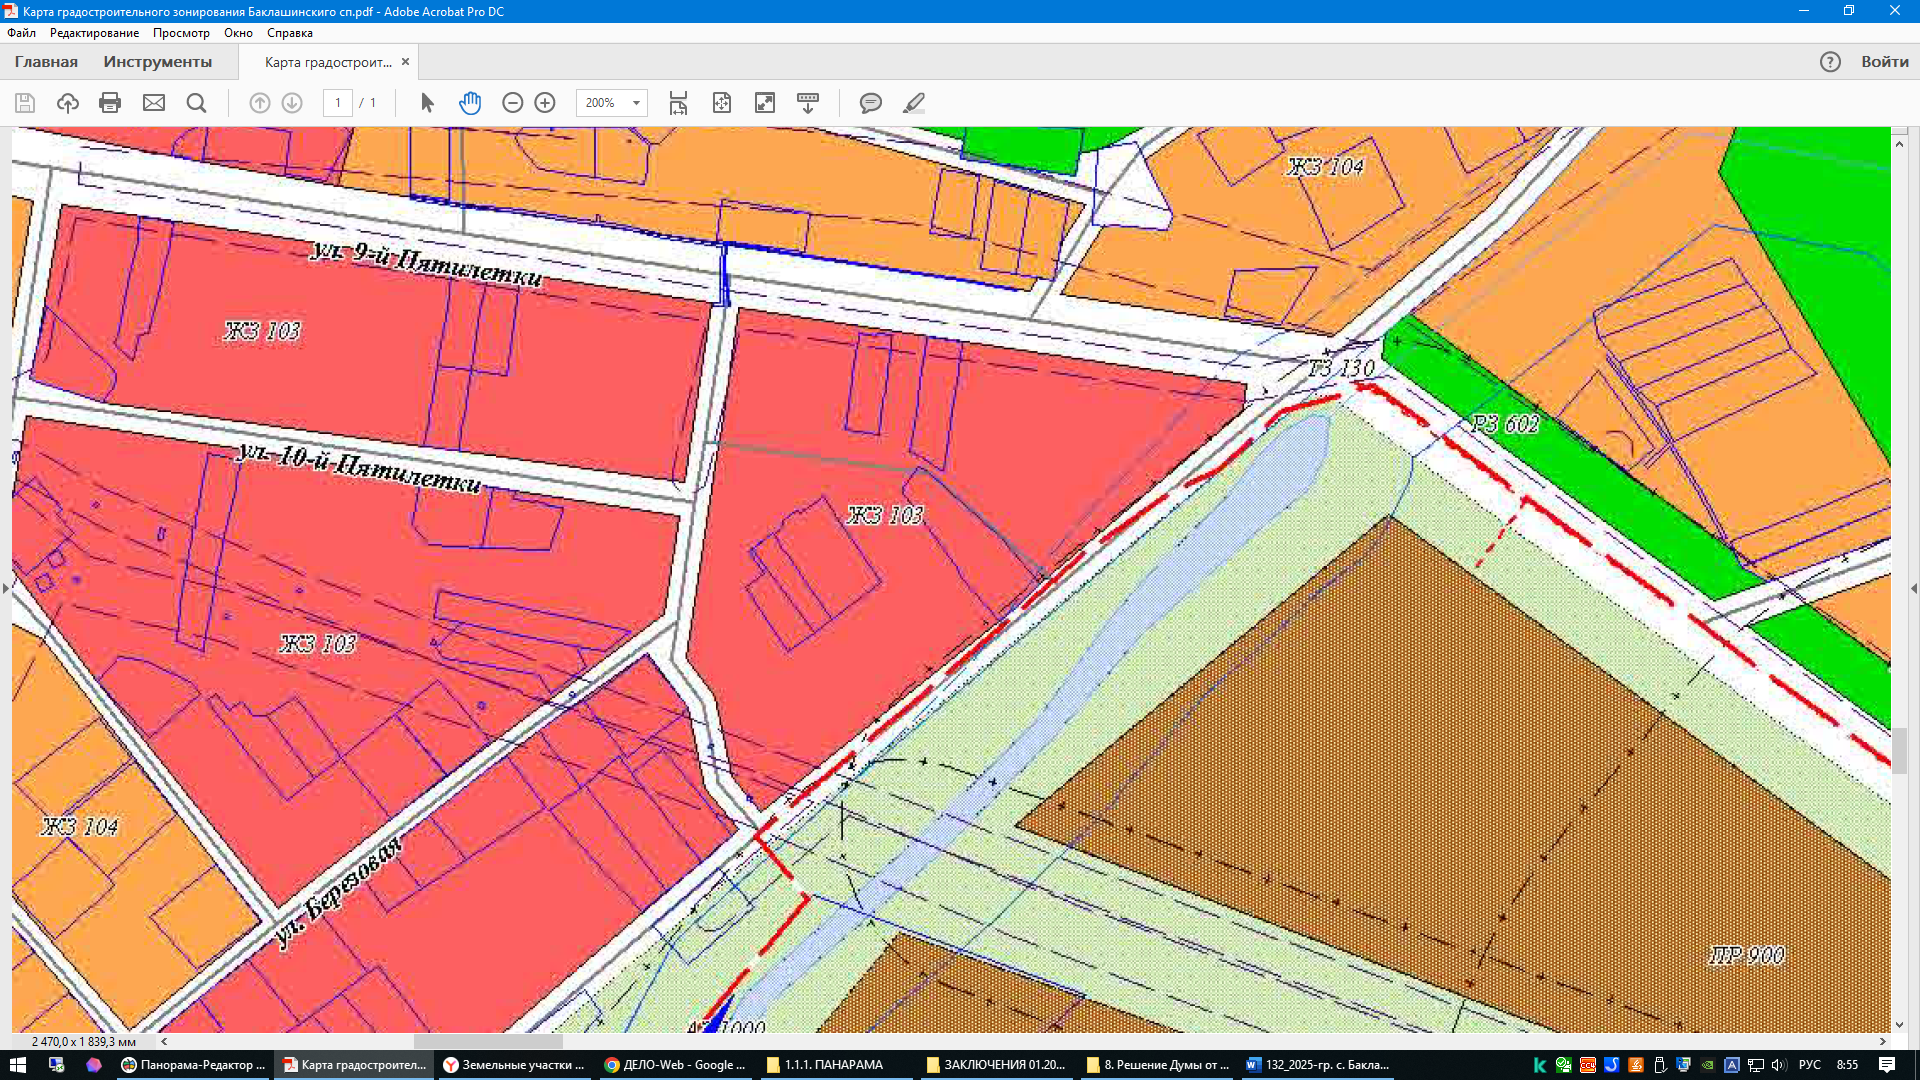 Карта градостроительного зонирования Баклашинскиго сп.pdf - Adobe Acrobat Pro DC
Файл Редактирование Просмотр Окно Справка
Главная Инструменты Карта градостроит... × Войти
1 / 1 200%
ЖЗ 104
ул. 9-й Пятилетки
ЖЗ 103
ТЗ 130
РЗ 602
ул. 10-й Пятилетки
ЖЗ 103
ЖЗ 103
ЖЗ 104
ул. Березовая
ПР 900
1000
2 470,0 x 1 839,3 мм
Панорама-Редактор ... Карта градостроител... Земельные участки ... ДЕЛО-Web - Google ... 1.1.1. ПАНАРАМА ЗАКЛЮЧЕНИЯ 01.20... 8. Решение Думы от ... 132_2025-гр. с. Бакла... РУС 8:55